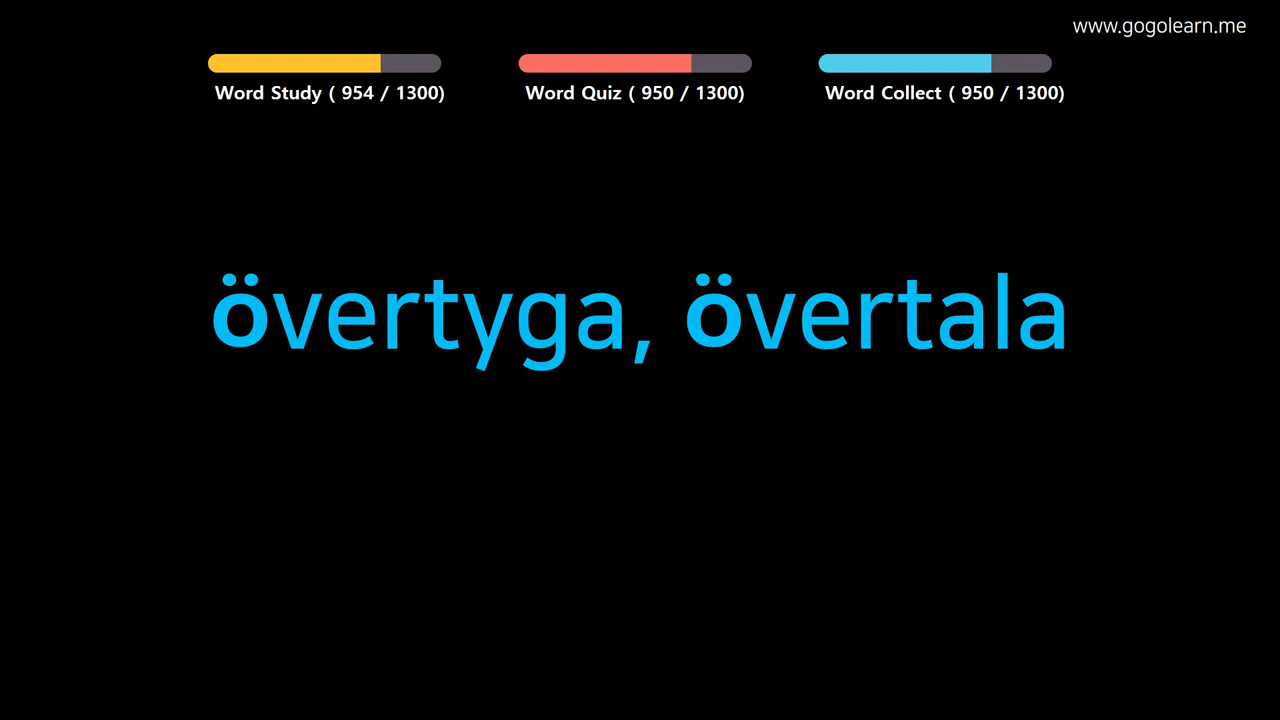 www.gogolearn.me
Word Study ( 954 / 1300)
Word Quiz ( 950 / 1300)
Word Collect ( 950 / 1300)
övertyga, övertala